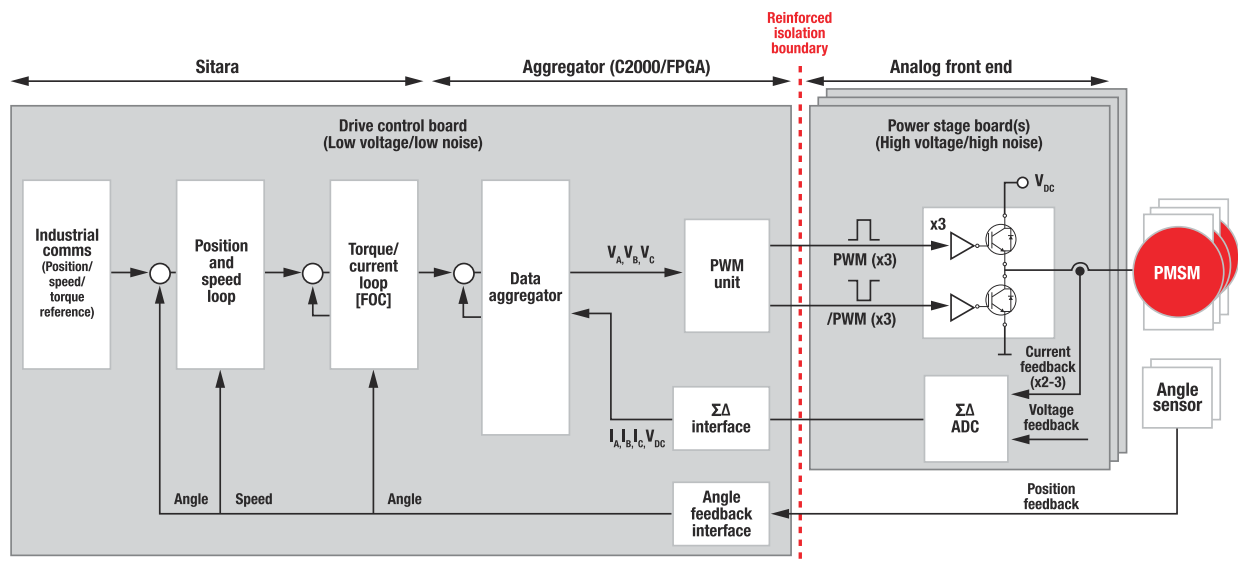 Reinforced
isolation
boundary
Sitara
Aggregator (C2000/FPGA)
Analog front end
Drive control board
(Low voltage/low noise)
Power stage board(s)
(High voltage/high noise)
Industrial
comms
(Position/
speed/
torque
reference)
Position
and
speed
loop
Torque/
current
loop
[FOC]
Data
aggregator
VA,VB,VC
PWM
unit
PWM (x3)
/PWM (x3)
x3
VDC
PMSM
Current
feedback
(x2-3)
Voltage
feedback
ΣΔ
ADC
ΣΔ
interface
IA,IB,IC,VDC
Angle
sensor
Angle
Speed
Angle
Angle
feedback
interface
Position
feedback